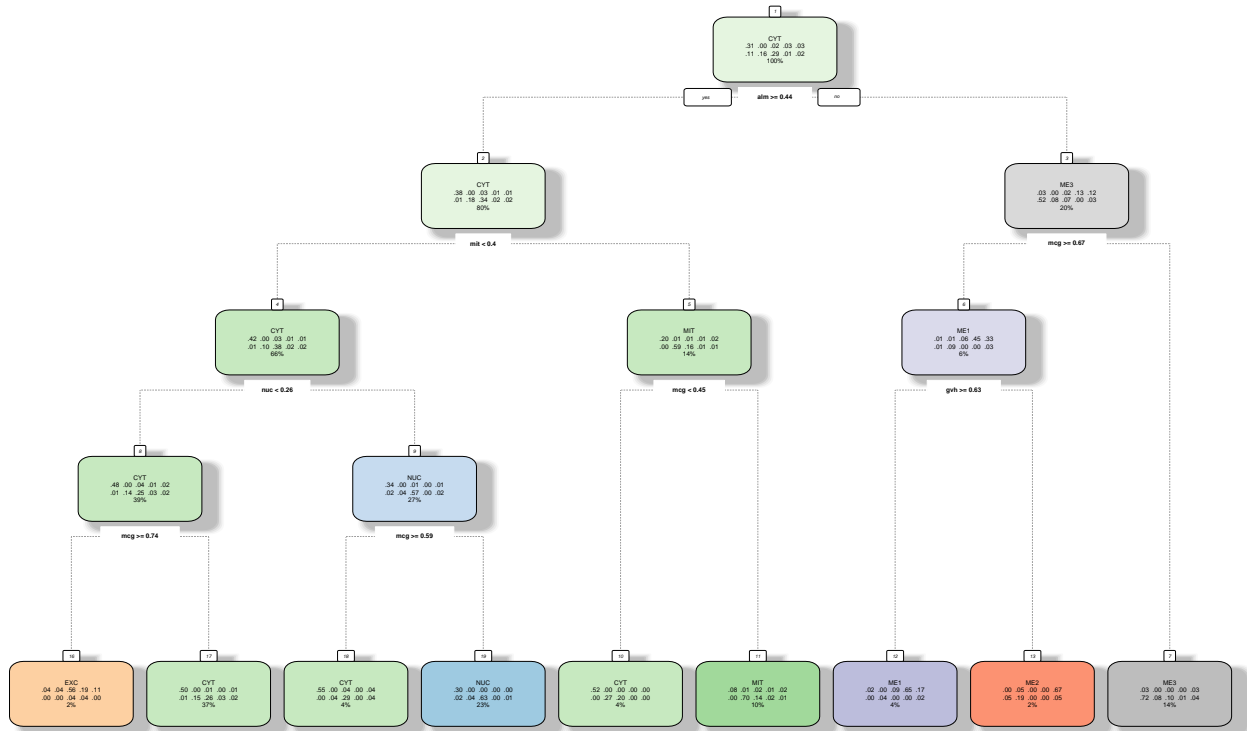 1
CYT
.31 .00 .02 .03 .03
.11 .16 .29 .01 .02
100%
yes
alm >= 0.44
no
2
CYT
.38 .00 .03 .01 .01
.01 .18 .34 .02 .02
80%
3
ME3
.03 .00 .02 .13 .12
.52 .08 .07 .00 .03
20%
mit < 0.4
mcg >= 0.67
4
CYT
.42 .00 .03 .01 .01
.01 .10 .38 .02 .02
66%
5
MIT
.20 .01 .01 .01 .02
.00 .59 .16 .01 .01
14%
6
ME1
.01 .01 .06 .45 .33
.01 .09 .00 .00 .03
6%
nuc < 0.26
mcg < 0.45
gvh >= 0.63
8
CYT
.48 .00 .04 .01 .02
.01 .14 .25 .03 .02
39%
9
NUC
.34 .00 .01 .00 .01
.02 .04 .57 .00 .02
27%
mcg >= 0.74
mcg >= 0.59
16
EXC
.04 .04 .56 .19 .11
.00 .00 .04 .04 .00
2%
17
CYT
.50 .00 .01 .00 .01
.01 .15 .26 .03 .02
37%
18
CYT
.55 .00 .04 .00 .04
.00 .04 .29 .00 .04
4%
19
NUC
.30 .00 .00 .00 .00
.02 .04 .63 .00 .01
23%
10
CYT
.52 .00 .00 .00 .00
.00 .27 .20 .00 .00
4%
11
MIT
.08 .01 .02 .01 .02
.00 .70 .14 .02 .01
10%
12
ME1
.02 .00 .09 .65 .17
.00 .04 .00 .00 .02
4%
13
ME2
.00 .05 .00 .00 .67
.05 .19 .00 .00 .05
2%
7
ME3
.03 .00 .00 .00 .03
.72 .08 .10 .01 .04
14%